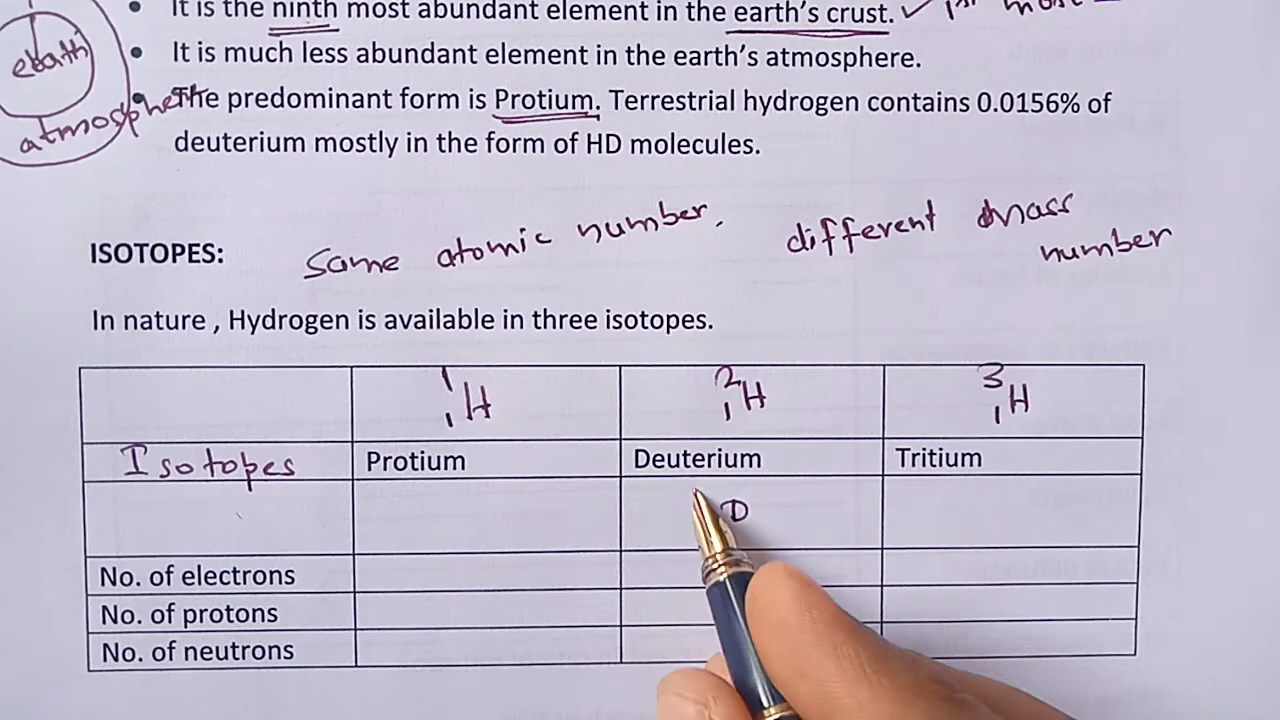 • It is the ninth most abundant element in the earth's crust. ✓ 1st mos
• It is much less abundant element in the earth's atmosphere.
earth
• The predominant form is Protium. Terrestrial hydrogen contains 0.0156% of
atmosphere
deuterium mostly in the form of HD molecules.
ISOTOPES: Same atomic number. different mass
number
In nature , Hydrogen is available in three isotopes.
1 1 H 2 1 H 3 1 H
Isotopes Protium Deuterium Tritium
D
No. of electrons
No. of protons
No. of neutrons